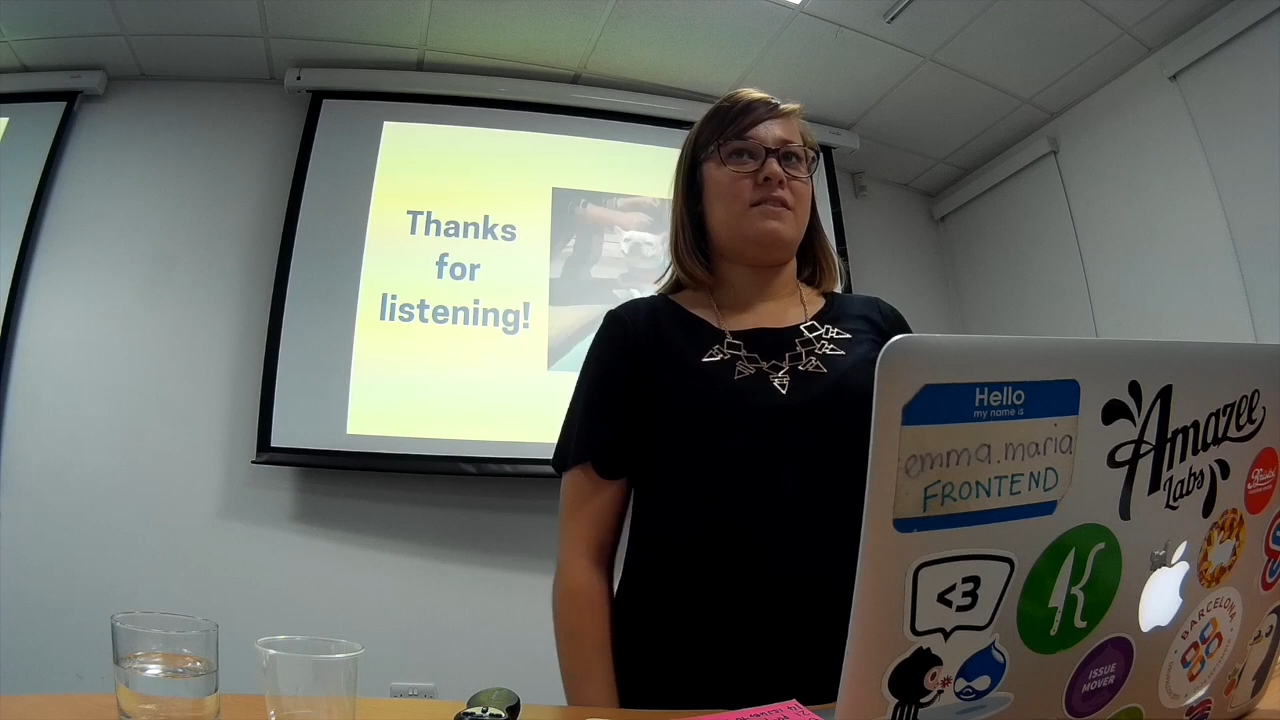 Thanks
for
listening!
Hello
my name is
emma.maria
FRONTEND
Amazee
Labs
<3
K
ISSUE
MOVER
BARCELONA